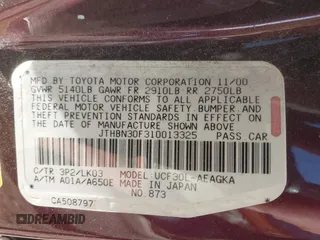 MFD.BY TOYOTA MOTOR CORPORATION 11/00
GVWR 5140LB GAWR FR 2910LB RR 2750LB
THIS VEHICLE CONFORMS TO ALL APPLICABLE
FEDERAL MOTOR VEHICLE SAFETY, BUMPER AND
THEFT PREVENTION STANDARDS IN EFFECT ON
THE DATE OF MANUFACTURE SHOWN ABOVE.
JTHBN30F310013325 PASS CAR
C/TR 3P2/LK03 MODEL UCF30L-AEAGKA
A/TM A01A/A650E MADE IN JAPAN
NO.873
CA508797
DREAMBID